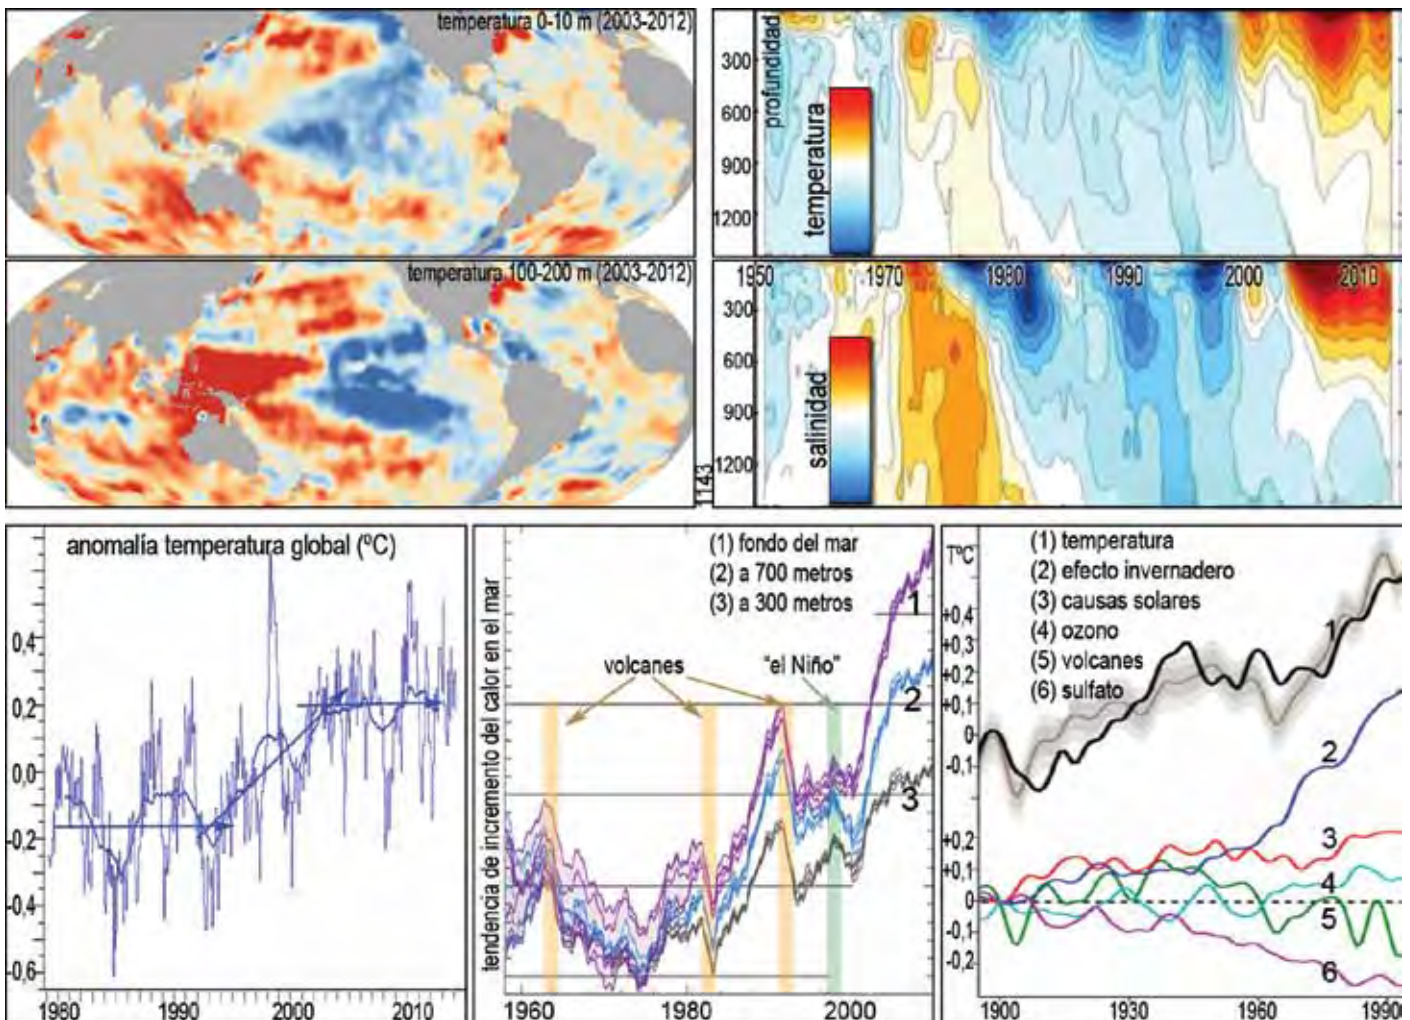 temperatura 0-10 m (2003-2012)
temperatura 100-200 m (2003-2012)
1143
profundidad
300
600
900
1200
temperatura
1950
1970
1980
1990
2000
2010
300
600
900
1200
salinidad
anomalía temperatura global (ºC)
0,4
0,2
0,0
-0,2
-0,4
-0,6
1980
1990
2000
2010
tendencia de incremento del calor en el mar
(1) fondo del mar
(2) a 700 metros
(3) a 300 metros
volcanes
"el Niño"
1
2
3
1960
1980
2000
TºC
(1) temperatura
(2) efecto invernadero
(3) causas solares
(4) ozono
(5) volcanes
(6) sulfato
+0,4
+0,3
+0,2
+0,1
0
-0,1
+0,2
+0,1
0
-0,1
-0,2
1
2
3
4
5
6
1900
1930
1960
1990